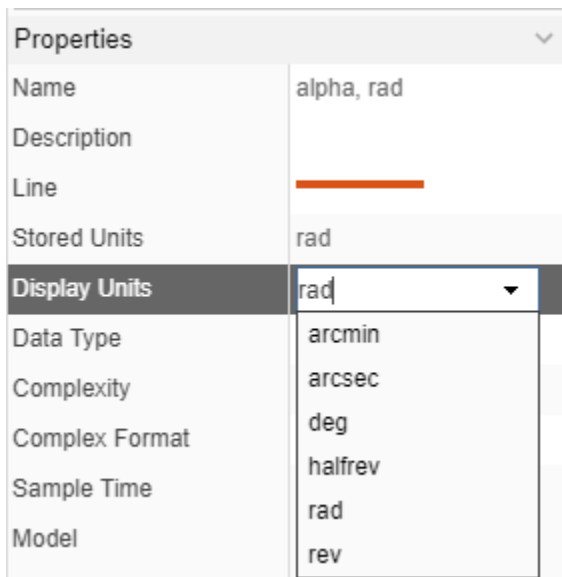 Properties
Name alpha, rad
Description
Line
Stored Units rad
Display Units rad
Data Type arcmin
Complexity arcsec
Complex Format deg
Sample Time halfrev
Model rad
rev